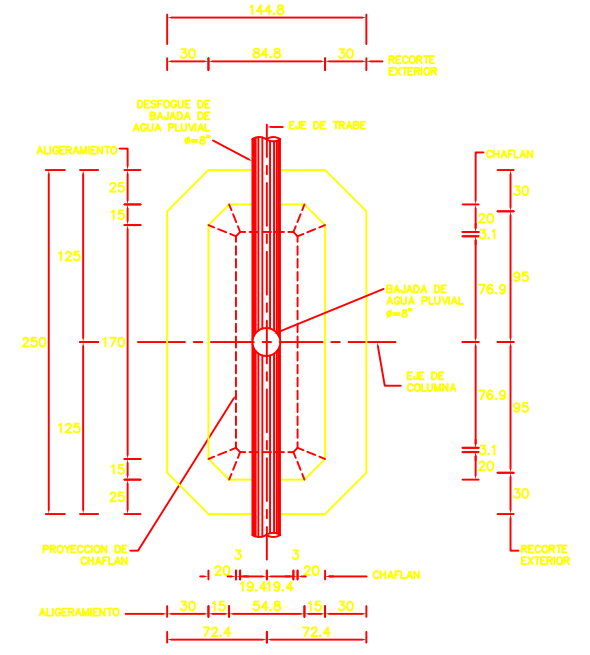 144.8
30
84.8
30
RECORTE
EXTERIOR
DESFOGUE DE
BAJADA DE
AGUA PLUVIAL
ø=8"
EJE DE TRABE
ALIGERAMIENTO
CHAFLAN
25
15
125
250
170
125
15
25
30
20
3.1
95
76.9
BAJADA DE
AGUA PLUVIAL
ø=8"
EJE DE
COLUMNA
76.9
95
3.1
20
30
PROYECCION DE
CHAFLAN
RECORTE
EXTERIOR
3
3
20
20
CHAFLAN
19.4
19.4
ALIGERAMIENTO
30
15
54.8
15
30
72.4
72.4